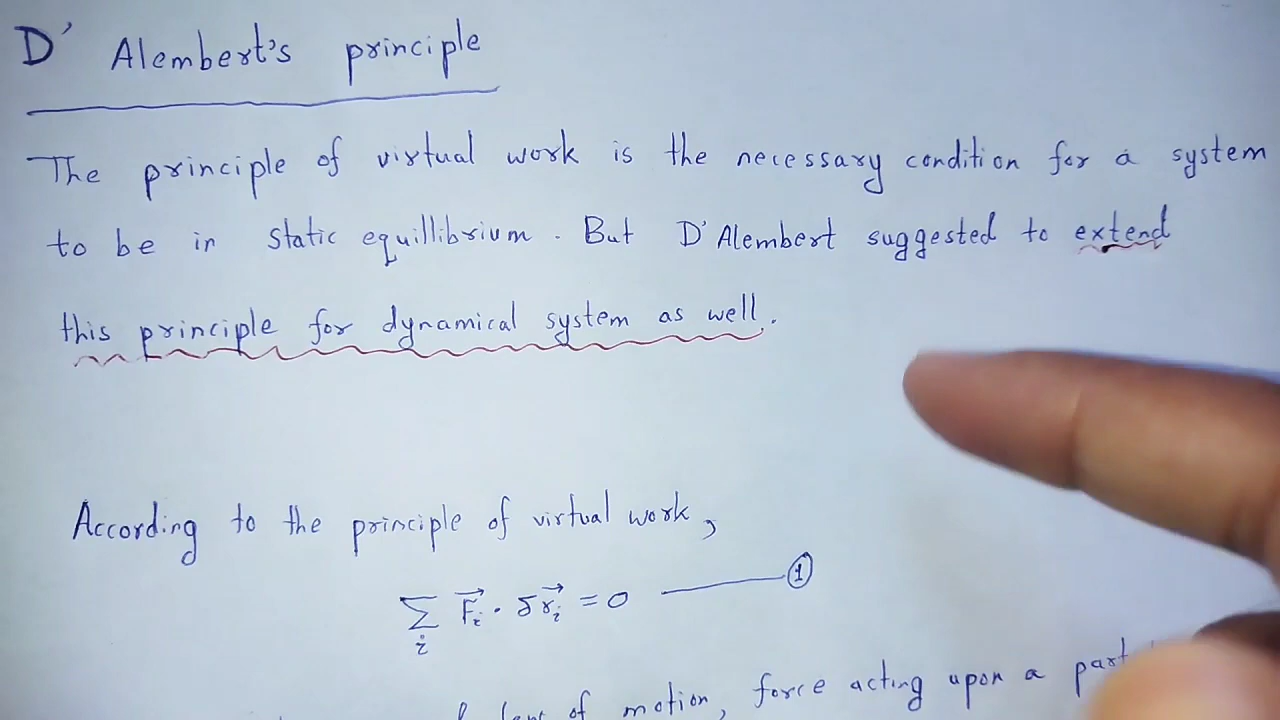 D' Alembert's principle
The principle of virtual work is the necessary condition for a system
to be in static equillibrium. But D'Alembert suggested to extend
this principle for dynamical system as well.
According to the principle of virtual work,
∑ᵢ F⃗ᵢ · δr⃗ᵢ = 0 —— ①
of motion, force acting upon a